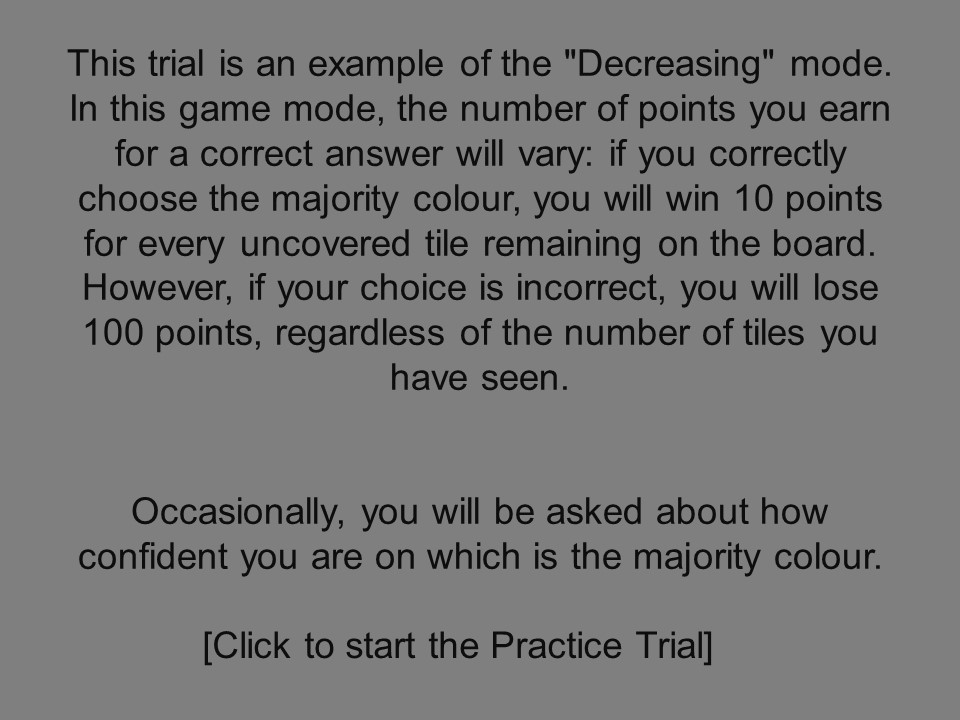 This trial is an example of the "Decreasing" mode.
In this game mode, the number of points you earn
for a correct answer will vary: if you correctly
choose the majority colour, you will win 10 points
for every uncovered tile remaining on the board.
However, if your choice is incorrect, you will lose
100 points, regardless of the number of tiles you
have seen.
Occasionally, you will be asked about how
confident you are on which is the majority colour.
[Click to start the Practice Trial]